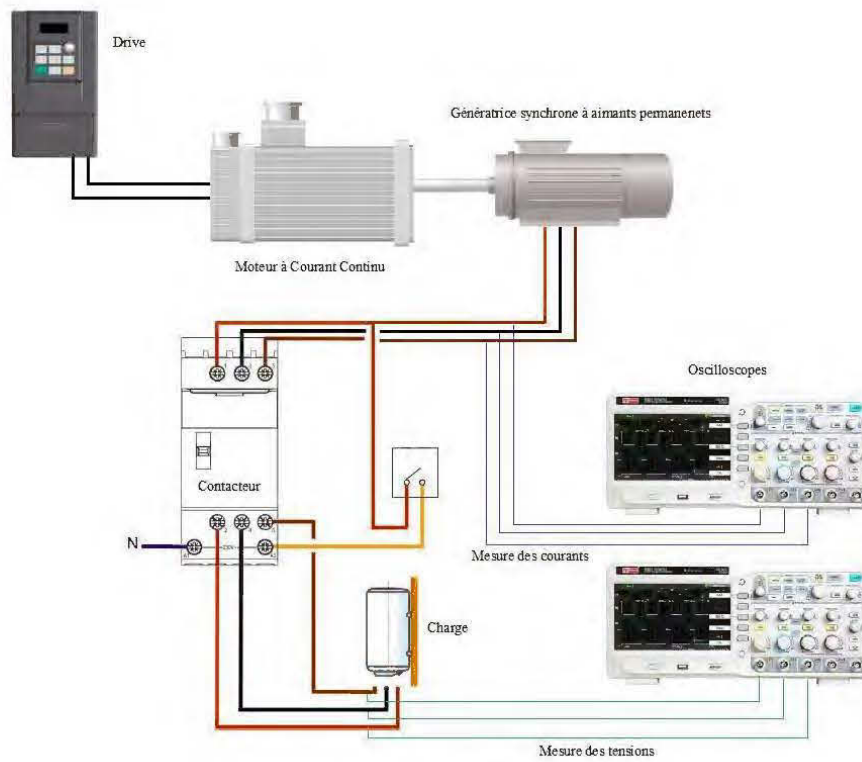 Drive
Génératrice synchrone à aimants permanenets
Moteur à Courant Continu
Oscilloscopes
Contacteur
N
Mesure des courants
Charge
Mesure des tensions